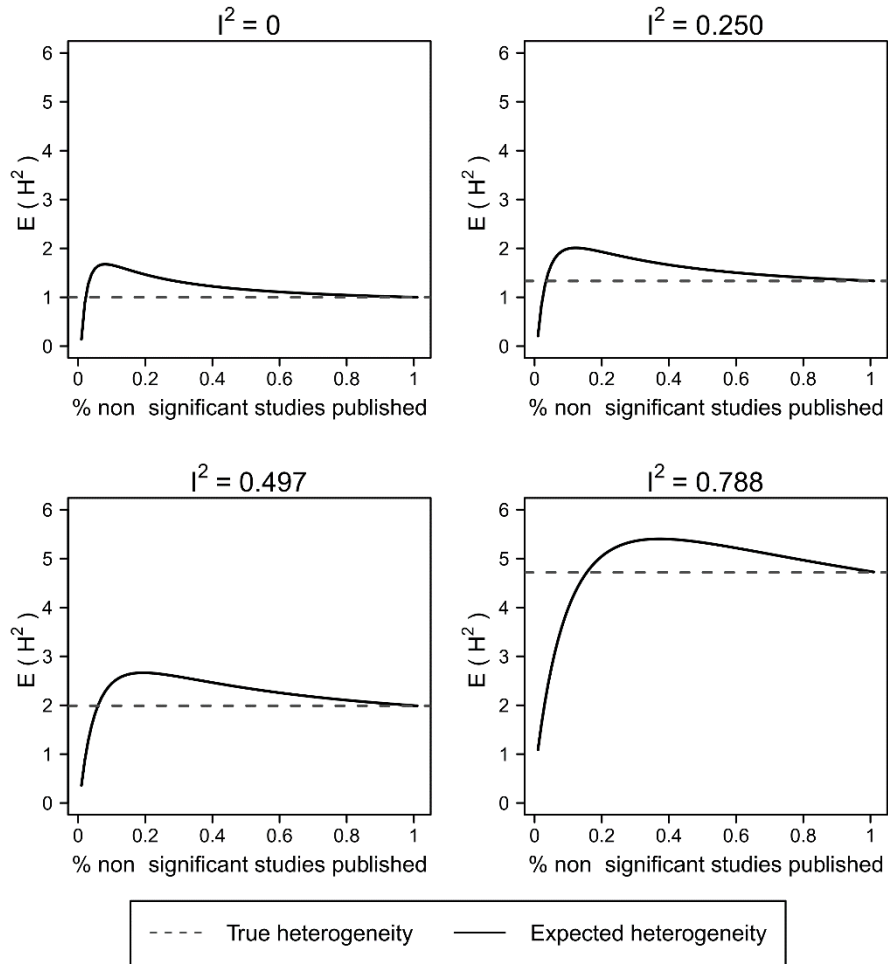 I² = 0
I² = 0.250
6
5
4
3
2
1
0
E ( H² )
0 0.2 0.4 0.6 0.8 1
% non significant studies published
6
5
4
3
2
1
0
E ( H² )
0 0.2 0.4 0.6 0.8 1
% non significant studies published
I² = 0.497
I² = 0.788
6
5
4
3
2
1
0
E ( H² )
0 0.2 0.4 0.6 0.8 1
% non significant studies published
6
5
4
3
2
1
0
E ( H² )
0 0.2 0.4 0.6 0.8 1
% non significant studies published
True heterogeneity Expected heterogeneity